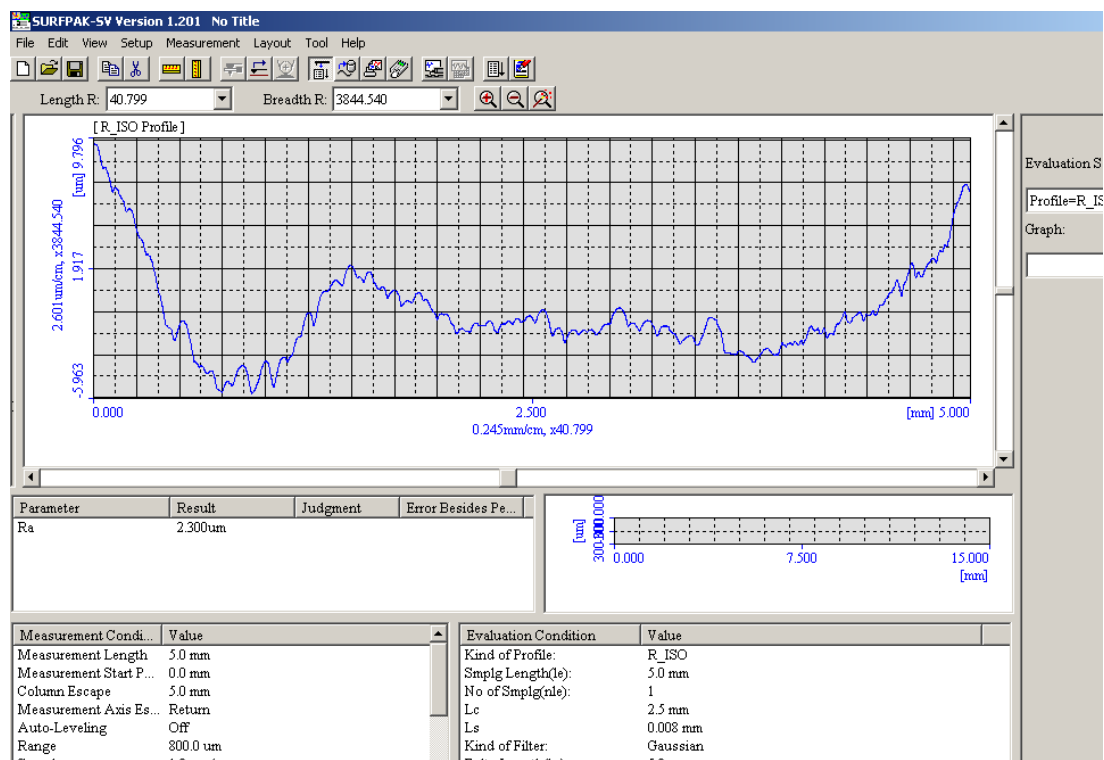 SURFPAK-SV Version 1.201 No Title
File Edit View Setup Measurement Layout Tool Help
Length R: 40.799 Breadth R: 3844.540
[ R_ISO Profile ]
[um] 9.796
1.917
-5.963
2.601um/cm, x3844.540
0.000 2.500 [mm] 5.000
0.245mm/cm, x40.799
Evaluation S
Profile=R_IS
Graph:
Parameter Result Judgment Error Besides Pe...
Ra 2.300um
[um]
0.000 7.500 15.000
[mm]
Measurement Condi... Value
Measurement Length 5.0 mm
Measurement Start P... 0.0 mm
Column Escape 5.0 mm
Measurement Axis Es... Return
Auto-Leveling Off
Range 800.0 um
Evaluation Condition Value
Kind of Profile: R_ISO
Smplg Length(le): 5.0 mm
No of Smplg(nle): 1
Lc 2.5 mm
Ls 0.008 mm
Kind of Filter: Gaussian